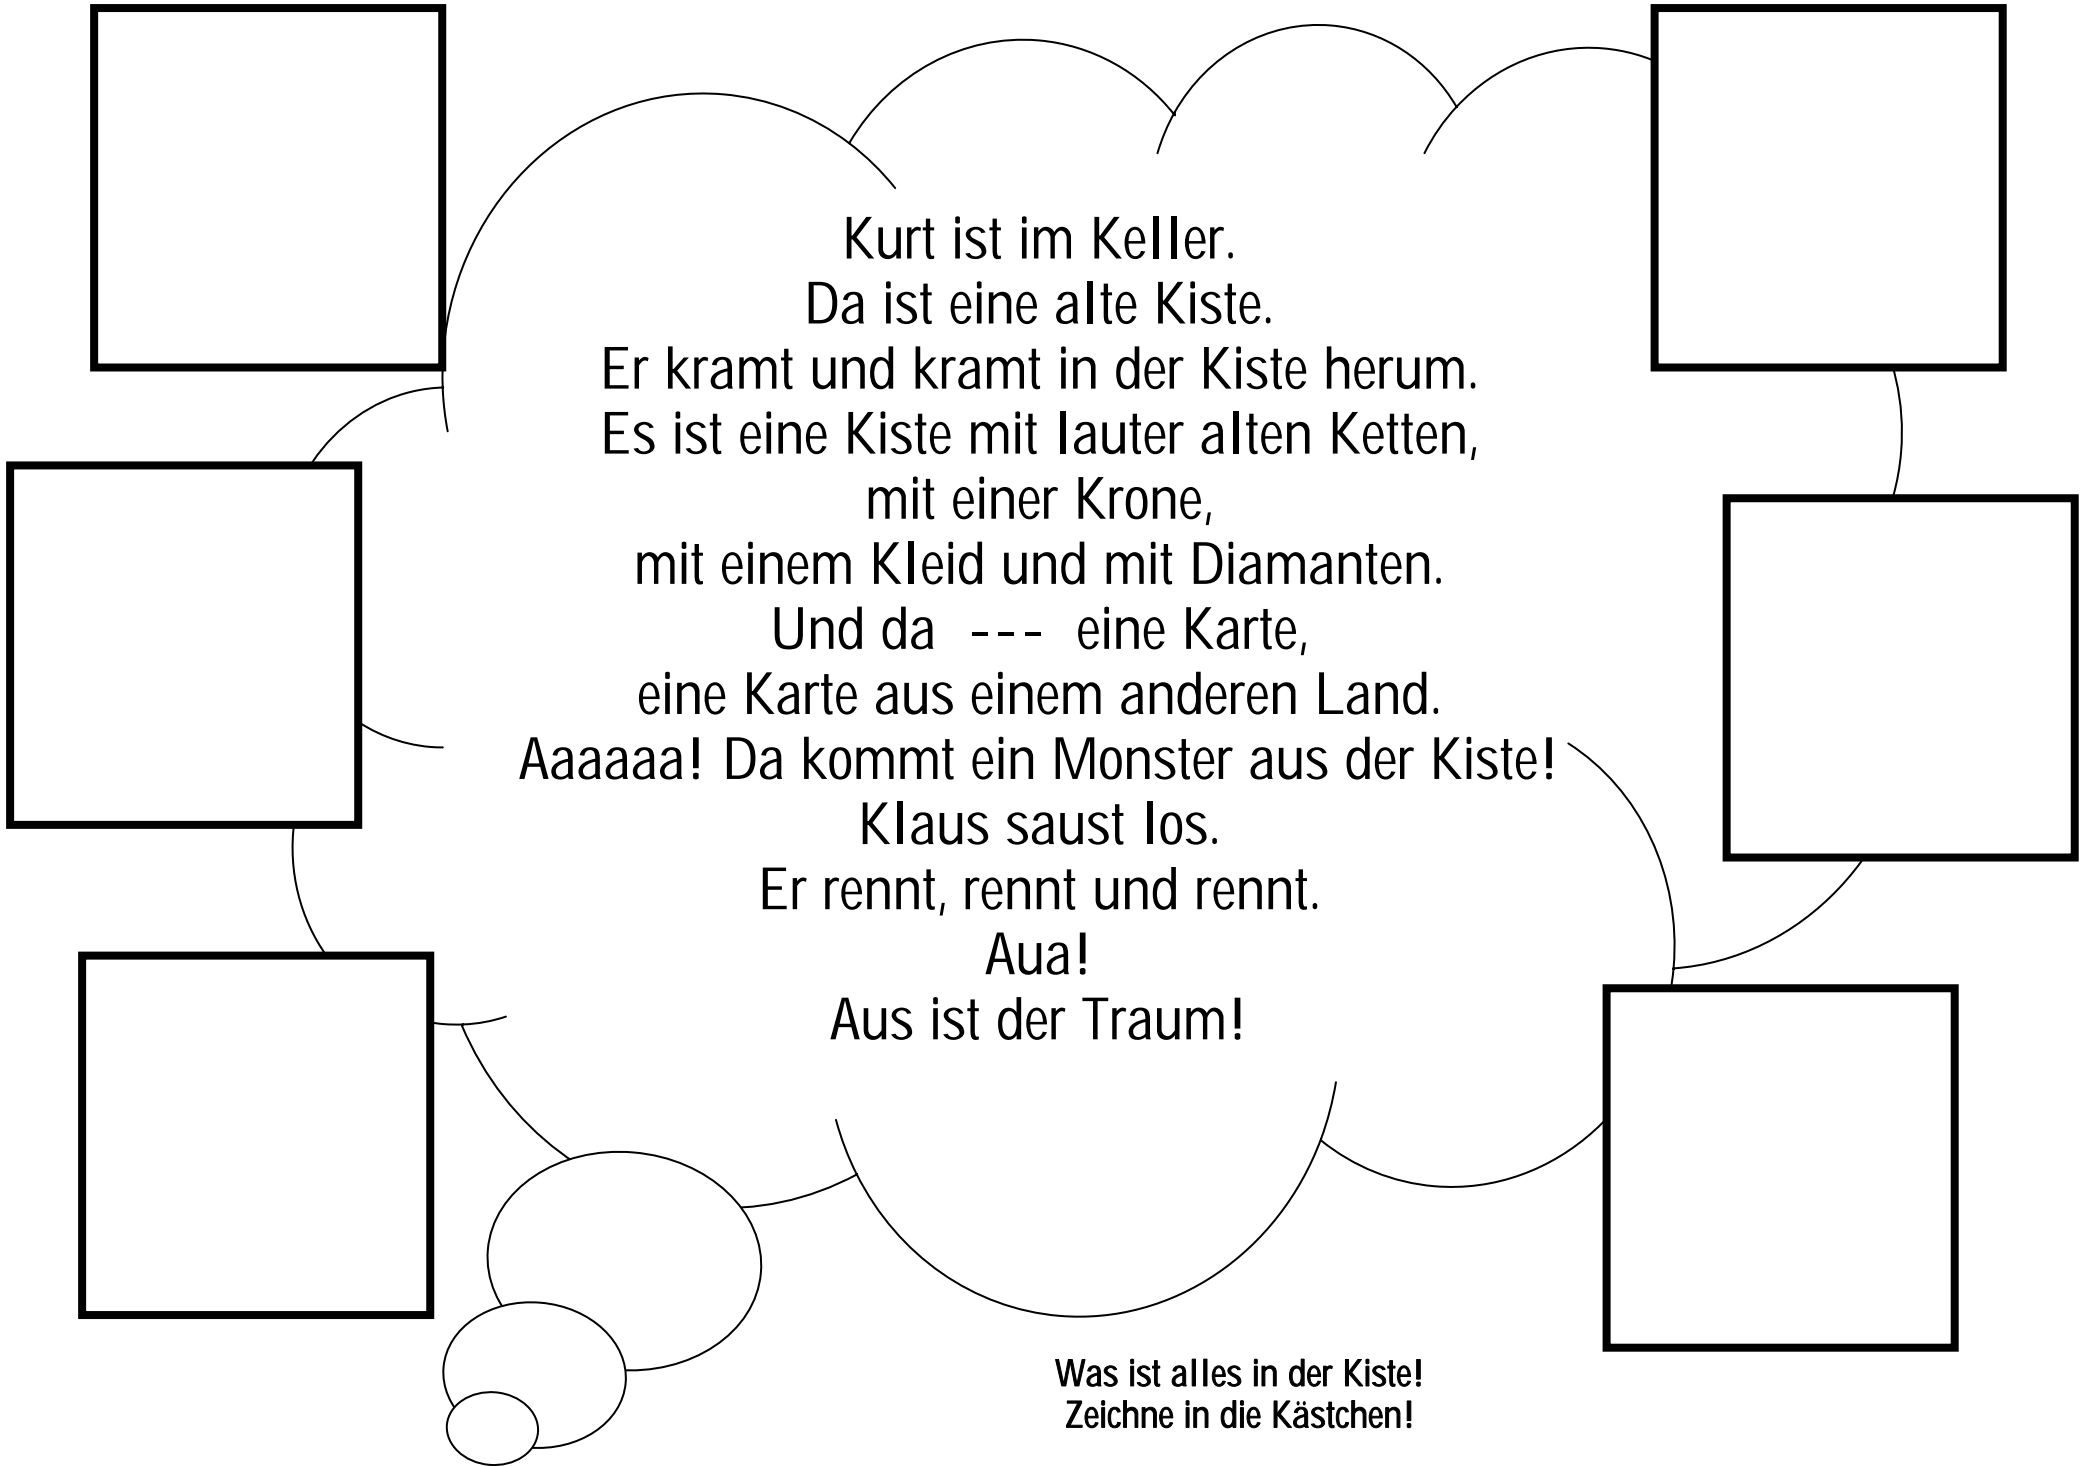 Kurt ist im Keller.
Da ist eine alte Kiste.
Er kramt und kramt in der Kiste herum.
Es ist eine Kiste mit lauter alten Ketten,
mit einer Krone,
mit einem Kleid und mit Diamanten.
Und da --- eine Karte,
eine Karte aus einem anderen Land.
Aaaaaa! Da kommt ein Monster aus der Kiste!
Klaus saust los.
Er rennt, rennt und rennt.
Aua!
Aus ist der Traum!
Was ist alles in der Kiste!
Zeichne in die Kästchen!